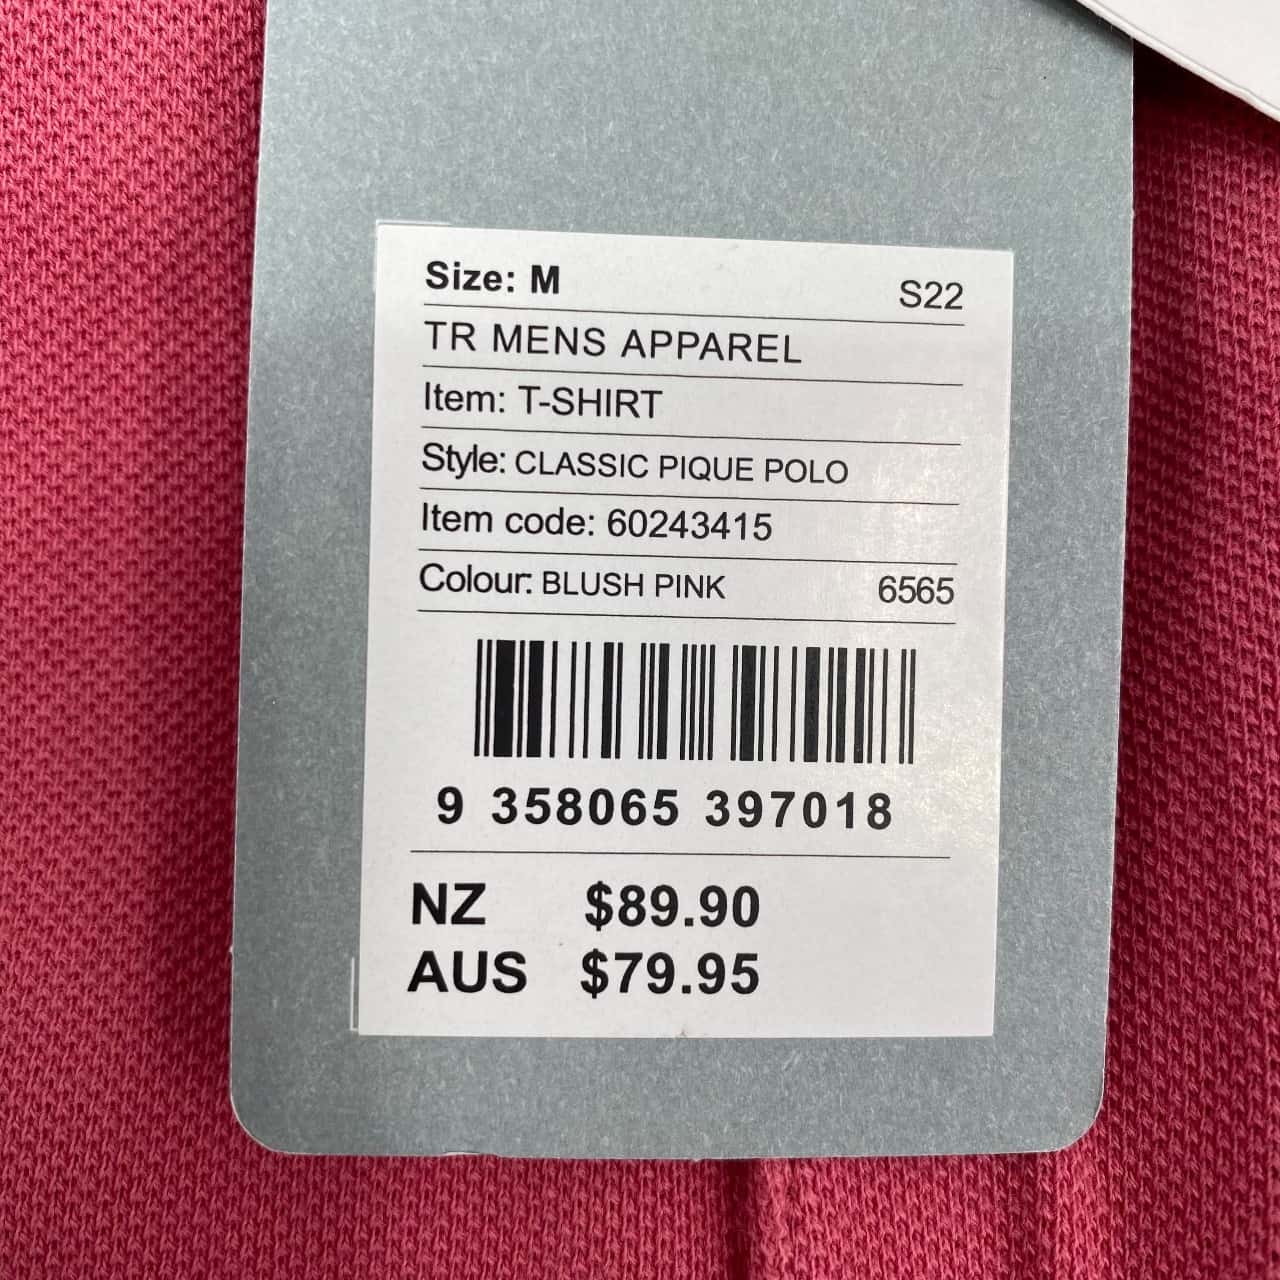 Size: M S22
TR MENS APPAREL
Item: T-SHIRT
Style: CLASSIC PIQUE POLO
Item code: 60243415
Colour: BLUSH PINK 6565
9 358065 397018
NZ $89.90
AUS $79.95